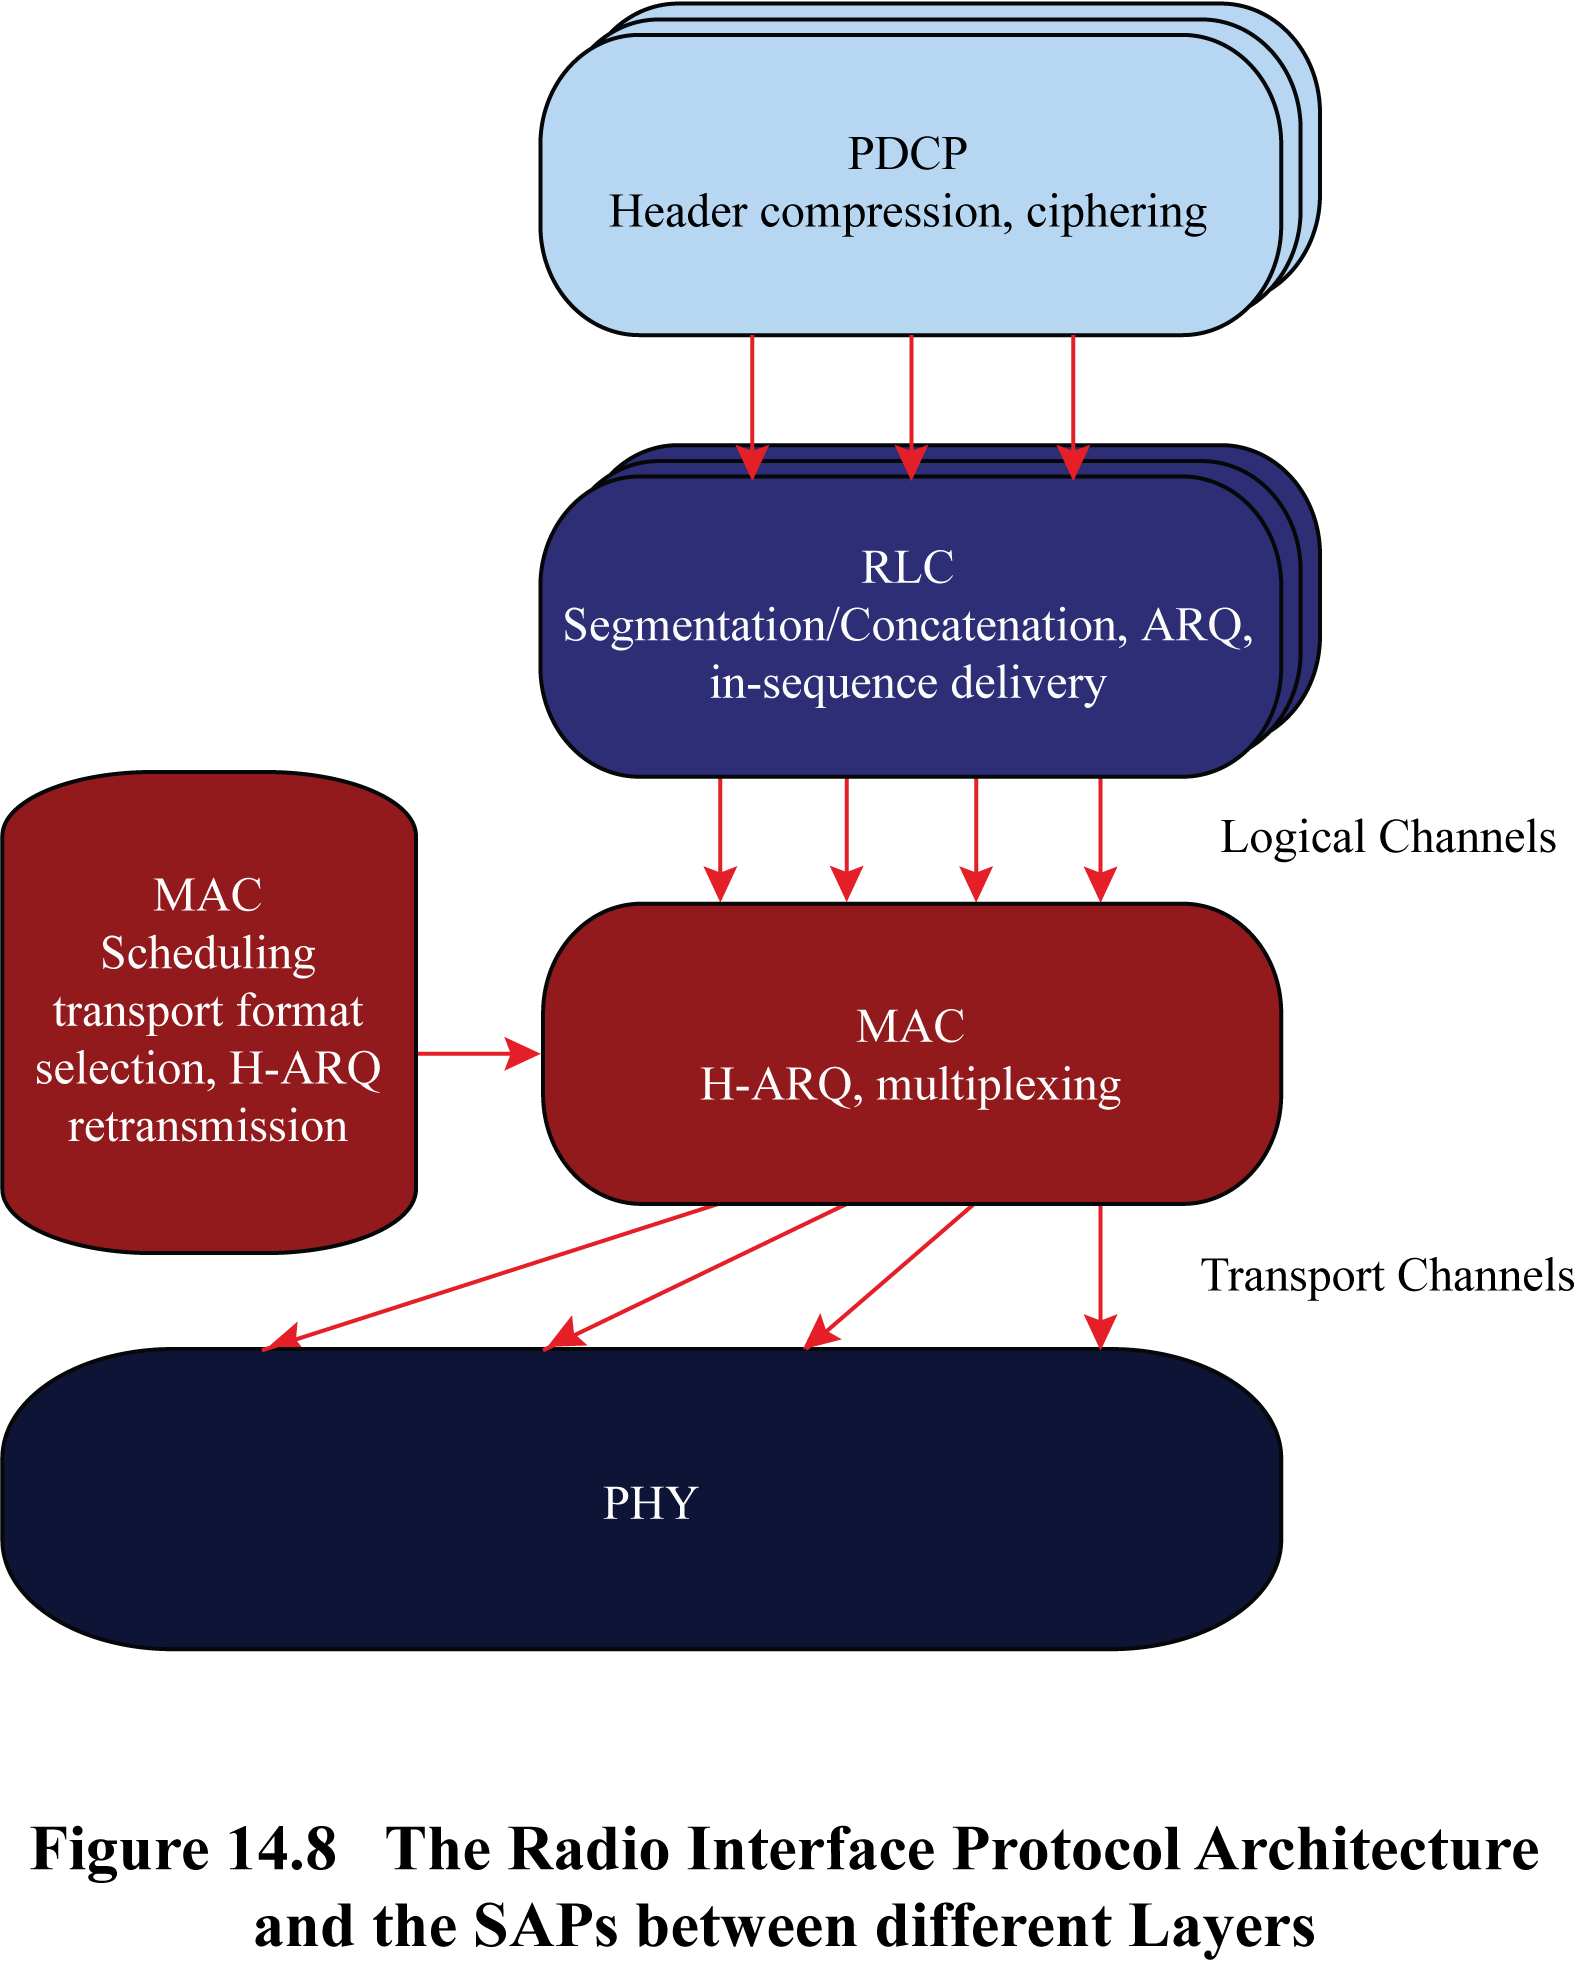 PDCP
Header compression, ciphering
RLC
Segmentation/Concatenation, ARQ,
in-sequence delivery
Logical Channels
MAC
Scheduling
transport format
selection, H-ARQ
retransmission
MAC
H-ARQ, multiplexing
Transport Channels
PHY
Figure 14.8   The Radio Interface Protocol Architecture
and the SAPs between different Layers